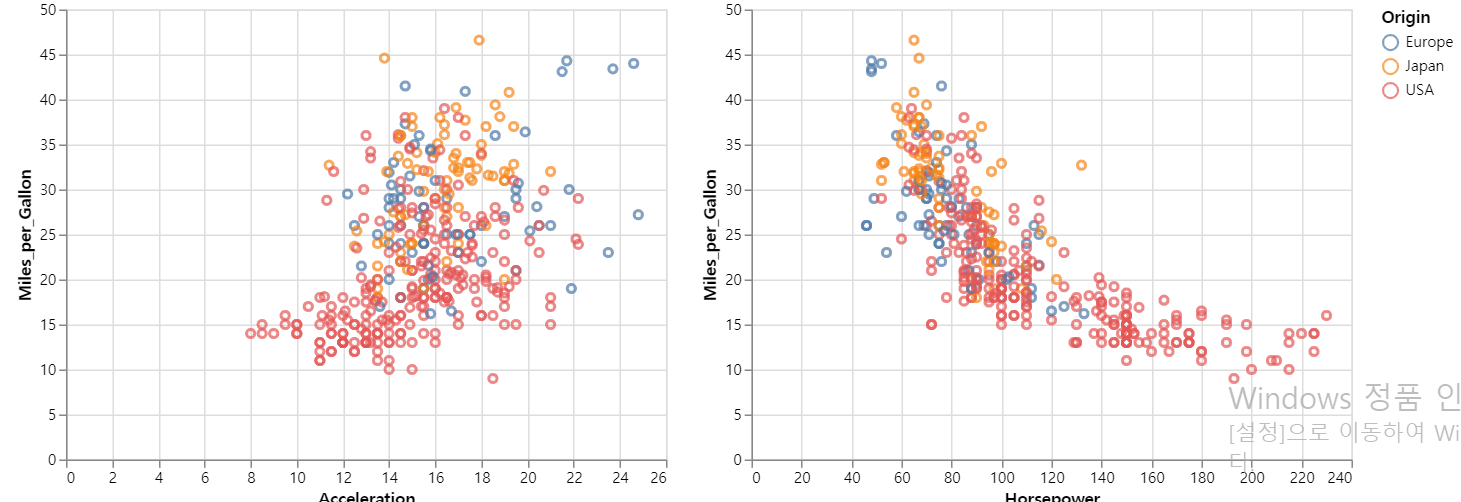 50
45
40
35
30
25
20
15
10
5
0
Miles_per_Gallon
0 2 4 6 8 10 12 14 16 18 20 22 24 26
Acceleration
50
45
40
35
30
25
20
15
10
5
0
Miles_per_Gallon
0 20 40 60 80 100 120 140 160 180 200 220 240
Horsepower
Origin
Europe
Japan
USA
Windows 정품 인
[설정]으로 이동하여 Wi